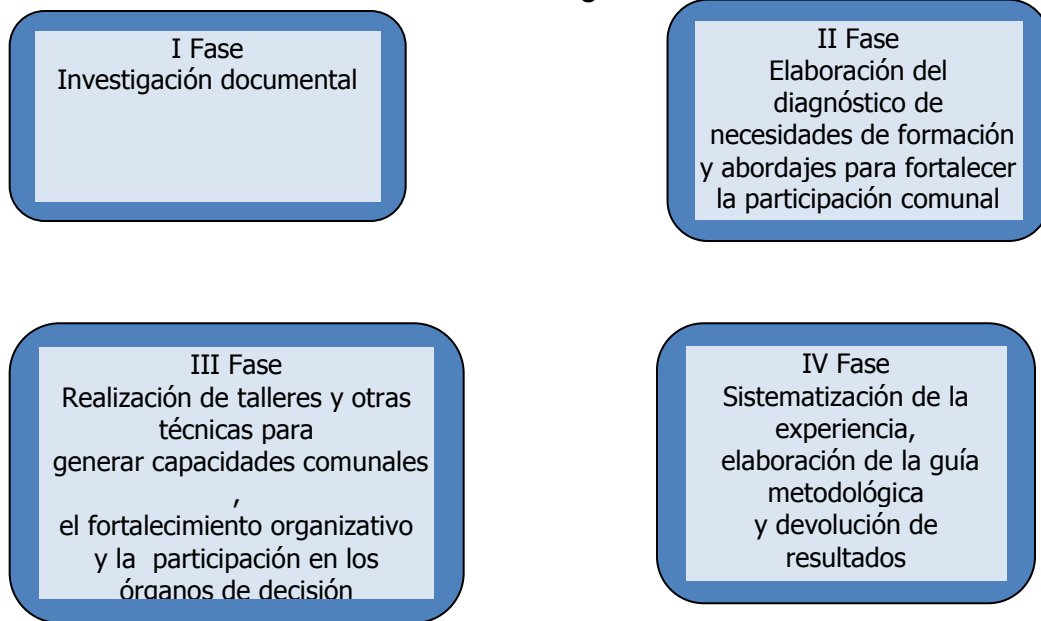 I Fase
Investigación documental
II Fase
Elaboración del
diagnóstico de
necesidades de formación
y abordajes para fortalecer
la participación comunal
III Fase
Realización de talleres y otras
técnicas para
generar capacidades comunales
,
el fortalecimiento organizativo
y la participación en los
órganos de decisión
IV Fase
Sistematización de la
experiencia,
elaboración de la guía
metodológica
y devolución de
resultados